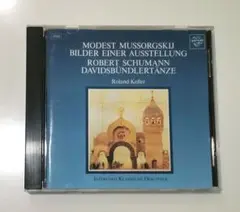 MODEST MUSSORGSKIJ
BILDER EINER AUSSTELLUNG
ROBERT SCHUMANN
DAVIDSBÜNDLERTÄNZE
Roland Keller